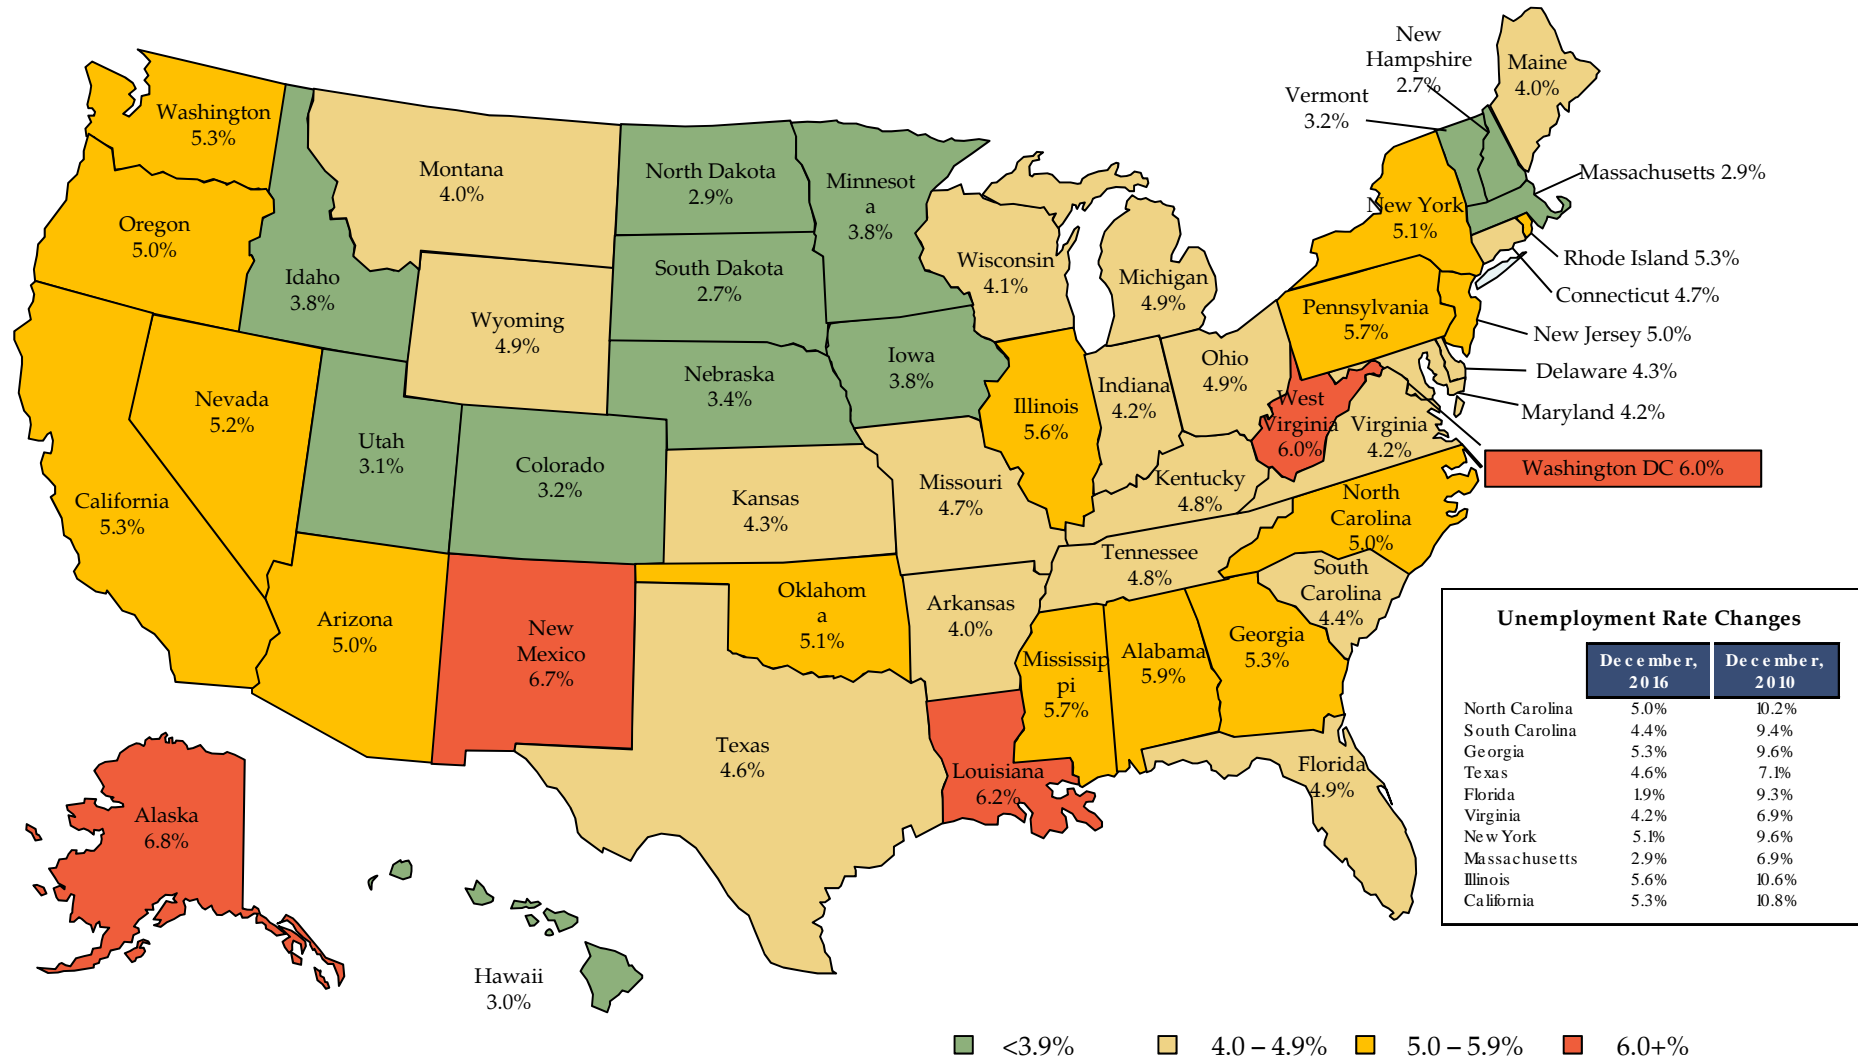 Washington
5.3%
Oregon
5.0%
California
5.3%
Nevada
5.2%
Idaho
3.8%
Montana
4.0%
Wyoming
4.9%
Utah
3.1%
Colorado
3.2%
Arizona
5.0%
New
Mexico
6.7%
North Dakota
2.9%
South Dakota
2.7%
Nebraska
3.4%
Kansas
4.3%
Oklahom
a
5.1%
Texas
4.6%
Minnesot
a
3.8%
Iowa
3.8%
Missouri
4.7%
Arkansas
4.0%
Louisiana
6.2%
Wisconsin
4.1%
Illinois
5.6%
Michigan
4.9%
Indiana
4.2%
Ohio
4.9%
Kentucky
4.8%
Tennessee
4.8%
Mississip
pi
5.7%
Alabama
5.9%
Georgia
5.3%
Florida
4.9%
South
Carolina
4.4%
North
Carolina
5.0%
Virginia
4.2%
West
Virginia
6.0%
Pennsylvania
5.7%
New York
5.1%
Vermont
3.2%
New
Hampshire
2.7%
Maine
4.0%
Massachusetts 2.9%
Rhode Island 5.3%
Connecticut 4.7%
New Jersey 5.0%
Delaware 4.3%
Maryland 4.2%
Washington DC 6.0%
Alaska
6.8%
Hawaii
3.0%
Unemployment Rate Changes
December, 2016 December, 2010
North Carolina 5.0% 10.2%
South Carolina 4.4% 9.4%
Georgia 5.3% 9.6%
Texas 4.6% 7.1%
Florida 1.9% 9.3%
Virginia 4.2% 6.9%
New York 5.1% 9.6%
Massachusetts 2.9% 6.9%
Illinois 5.6% 10.6%
California 5.3% 10.8%
<3.9% 4.0 – 4.9% 5.0 – 5.9% 6.0+%